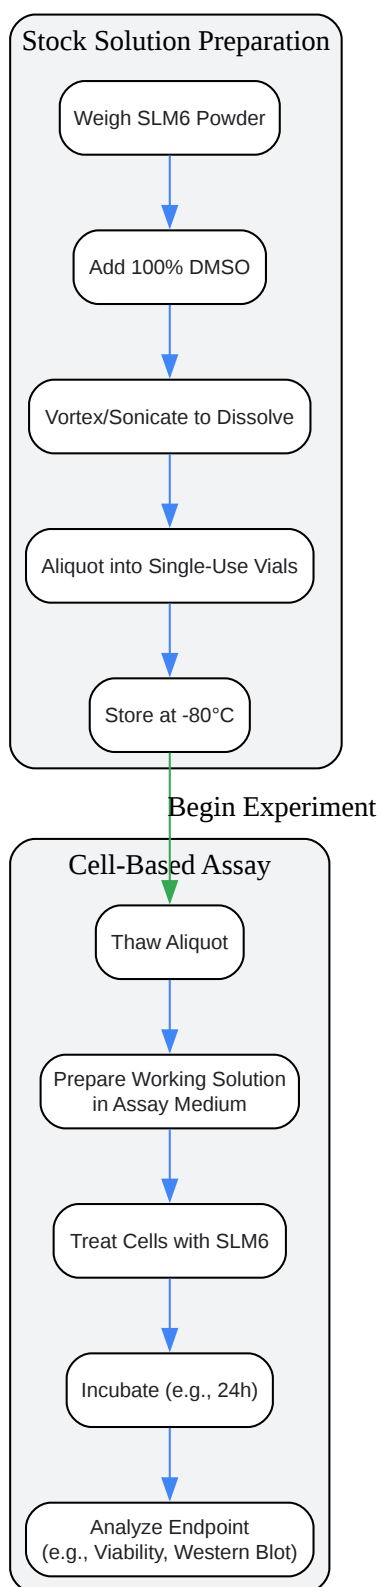 Stock Solution Preparation
Weigh SLM6 Powder
Add 100% DMSO
Vortex/Sonicate to Dissolve
Aliquot into Single-Use Vials
Store at -80°C
Begin Experiment
Cell-Based Assay
Thaw Aliquot
Prepare Working Solution
in Assay Medium
Treat Cells with SLM6
Incubate (e.g., 24h)
Analyze Endpoint
(e.g., Viability, Western Blot)